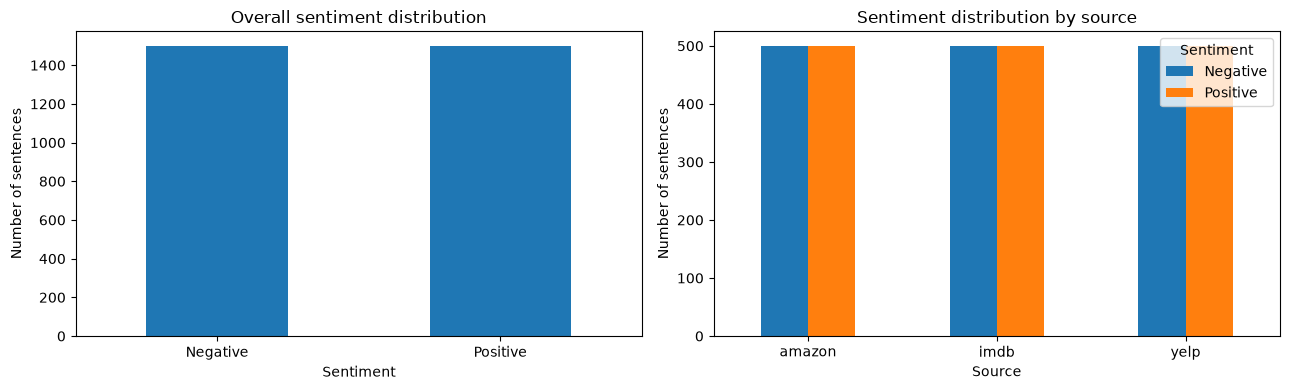 Overall sentiment distribution
Number of sentences
1400
1200
1000
800
600
400
200
0
Negative
Positive
Sentiment
Sentiment distribution by source
Number of sentences
500
400
300
200
100
0
Sentiment
Negative
Positive
amazon
imdb
yelp
Source